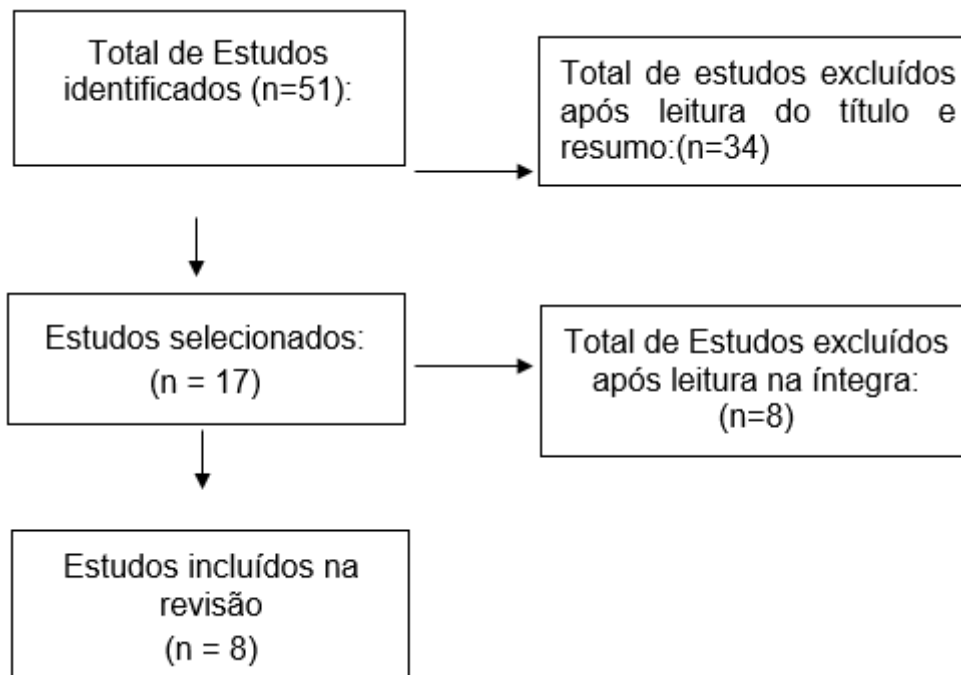 Total de Estudos
identificados (n=51):
Total de estudos excluídos
após leitura do título e
resumo:(n=34)
Estudos selecionados:
(n = 17)
Total de Estudos excluídos
após leitura na íntegra:
(n=8)
Estudos incluídos na
revisão
(n = 8)